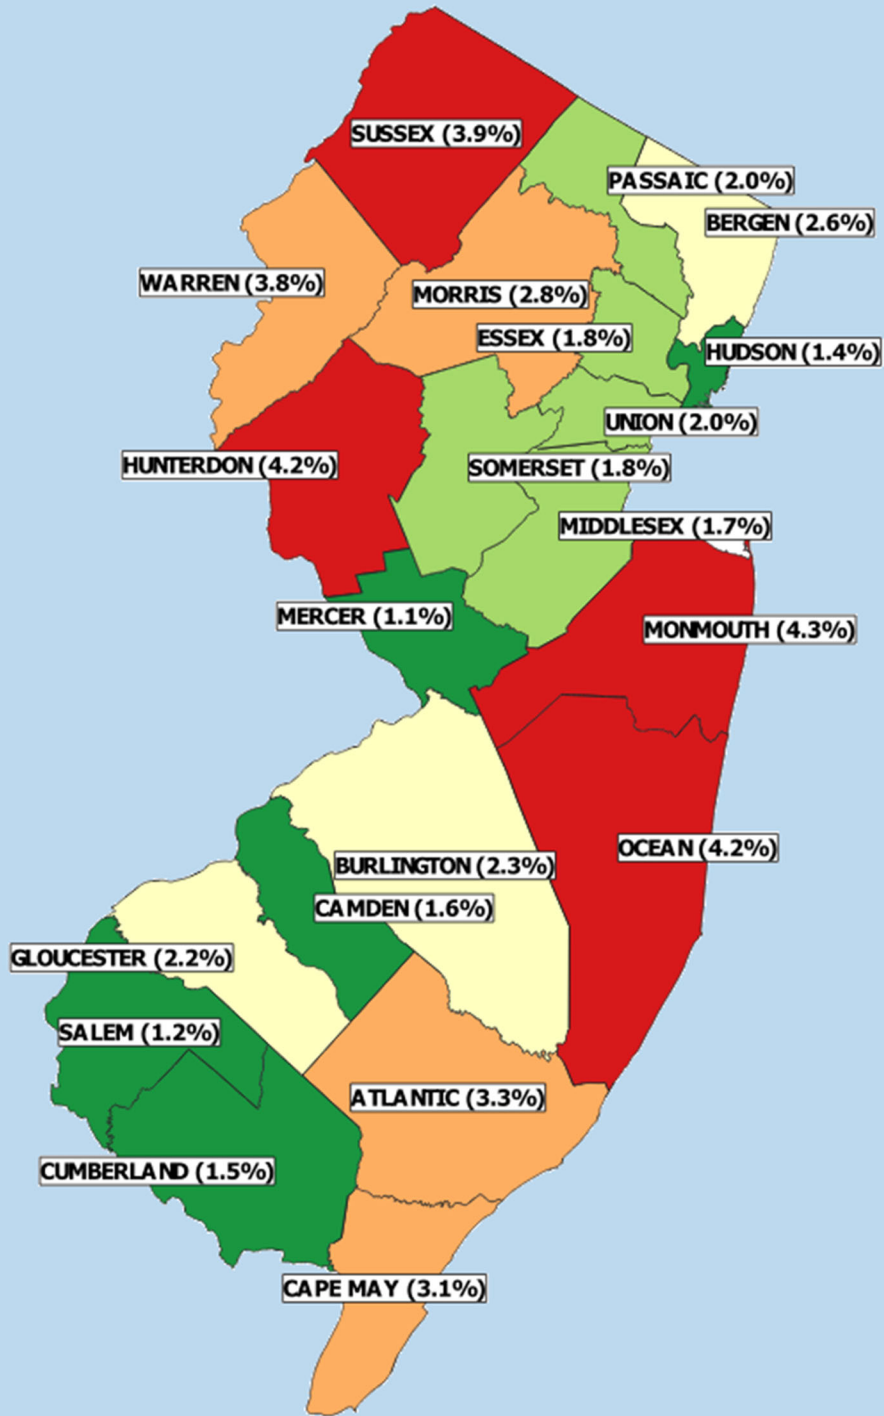 SUSSEX (3.9%)
PASSAIC (2.0%)
BERGEN (2.6%)
WARREN (3.8%)
MORRIS (2.8%)
ESSEX (1.8%)
HUDSON (1.4%)
UNION (2.0%)
HUNTERDON (4.2%)
SOMERSET (1.8%)
MIDDLESEX (1.7%)
MERCER (1.1%)
MONMOUTH (4.3%)
OCEAN (4.2%)
BURLINGTON (2.3%)
CAMDEN (1.6%)
GLOUCESTER (2.2%)
SALEM (1.2%)
ATLANTIC (3.3%)
CUMBERLAND (1.5%)
CAPE MAY (3.1%)